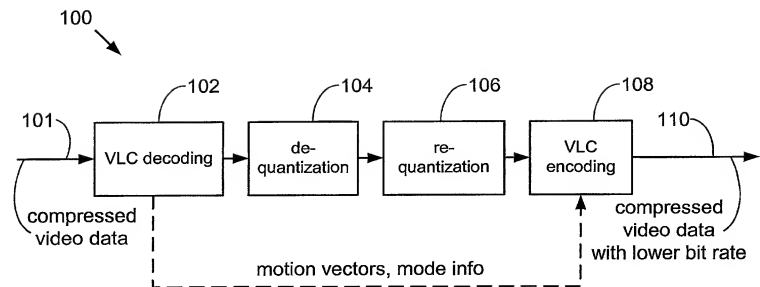 100
101
102
104
106
108
110
VLC decoding
de-
quantization
re-
quantization
VLC
encoding
compressed
video data
compressed
video data
with lower bit rate
motion vectors, mode info